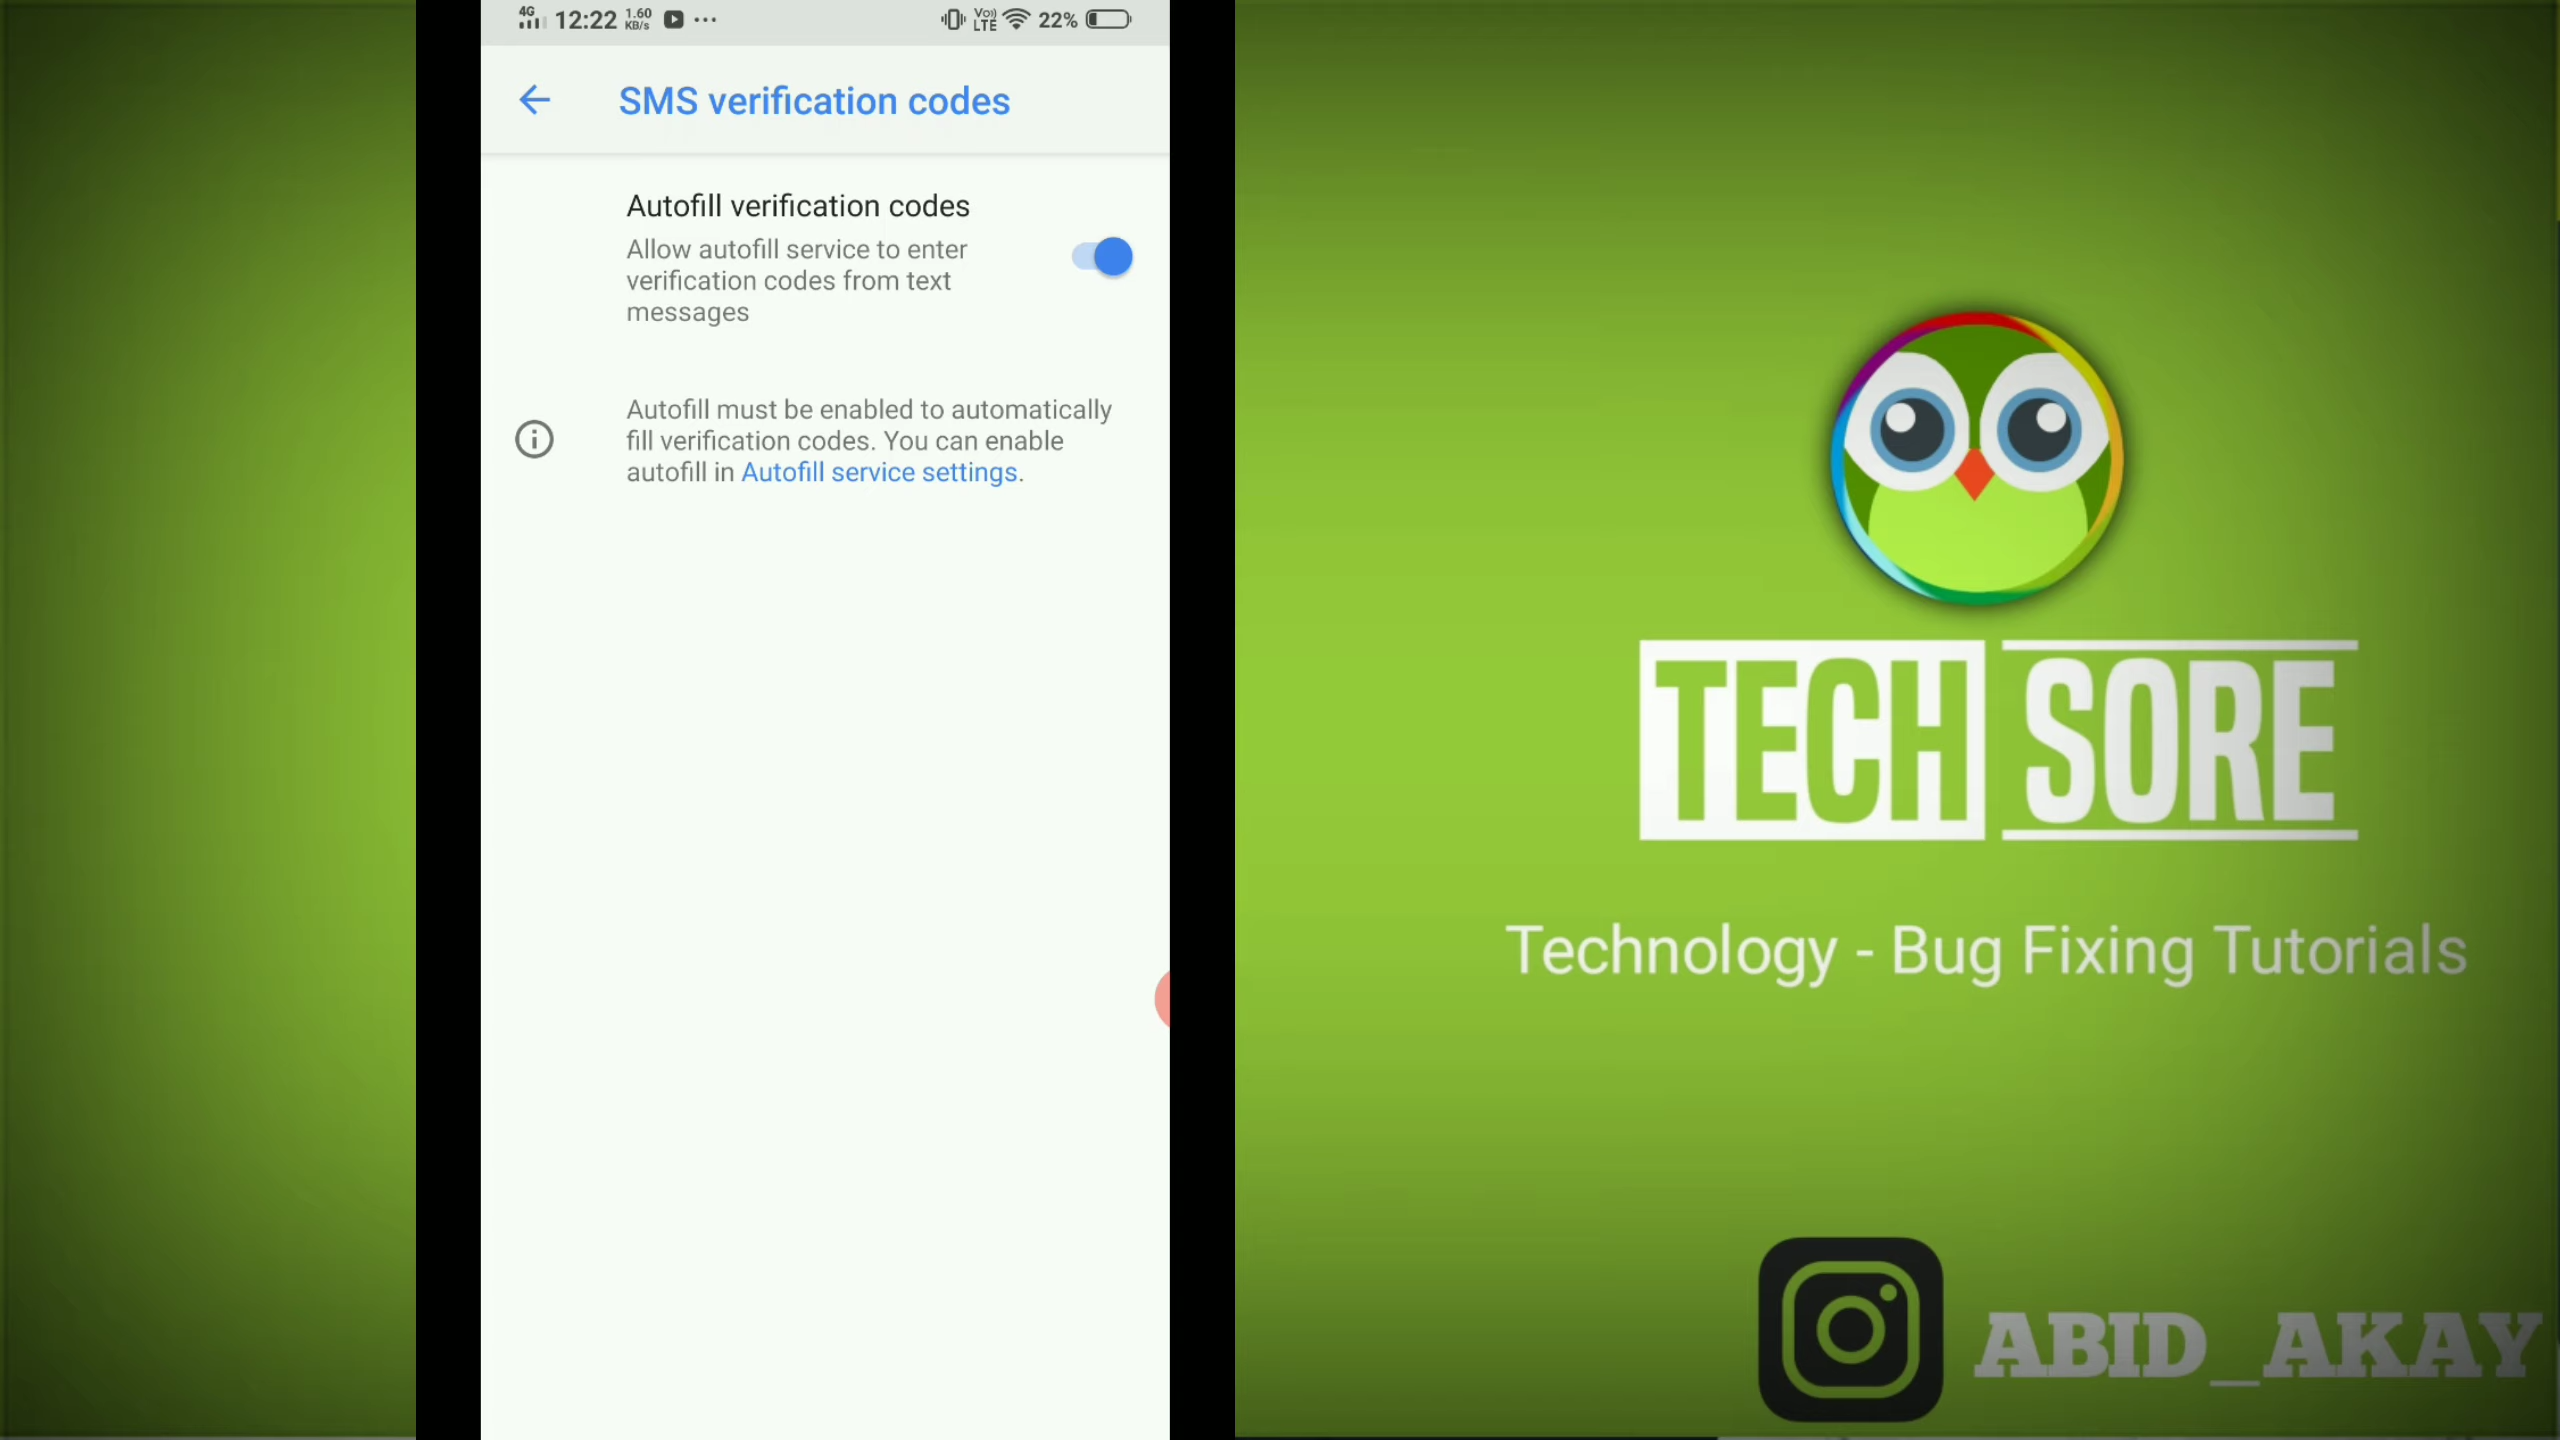 4G 12:22 1.60 KB/s ... Vo) LTE 22%
SMS verification codes
Autofill verification codes
Allow autofill service to enter
verification codes from text
messages
Autofill must be enabled to automatically
fill verification codes. You can enable
autofill in Autofill service settings.
TECH SORE
Technology - Bug Fixing Tutorials
ABID_AKAY